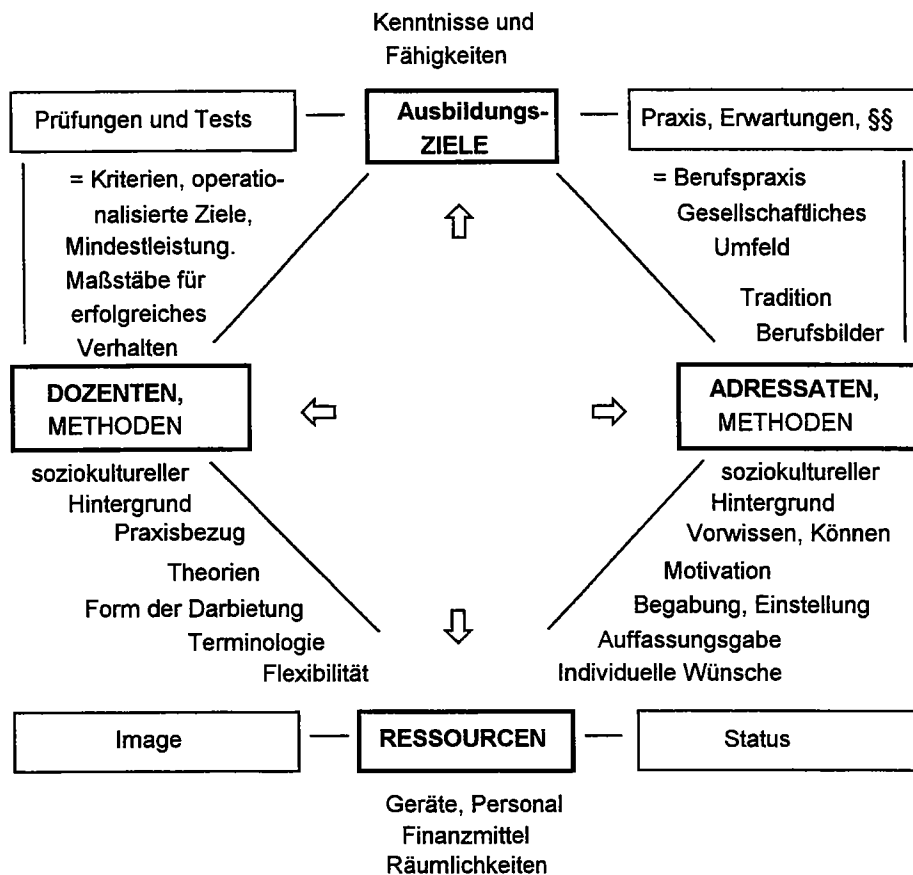 Kenntnisse und
Fähigkeiten
Prüfungen und Tests
Ausbildungs-
ZIELE
Praxis, Erwartungen, §§
= Kriterien, operatio-
nalisierte Ziele,
Mindestleistung.
Maßstäbe für
erfolgreiches
Verhalten
= Berufspraxis
Gesellschaftliches
Umfeld
Tradition
Berufsbilder
DOZENTEN,
METHODEN
ADRESSATEN,
METHODEN
soziokultureller
Hintergrund
Praxisbezug
Theorien
Form der Darbietung
Terminologie
Flexibilität
soziokultureller
Hintergrund
Vorwissen, Können
Motivation
Begabung, Einstellung
Auffassungsgabe
Individuelle Wünsche
Image
RESSOURCEN
Status
Geräte, Personal
Finanzmittel
Räumlichkeiten